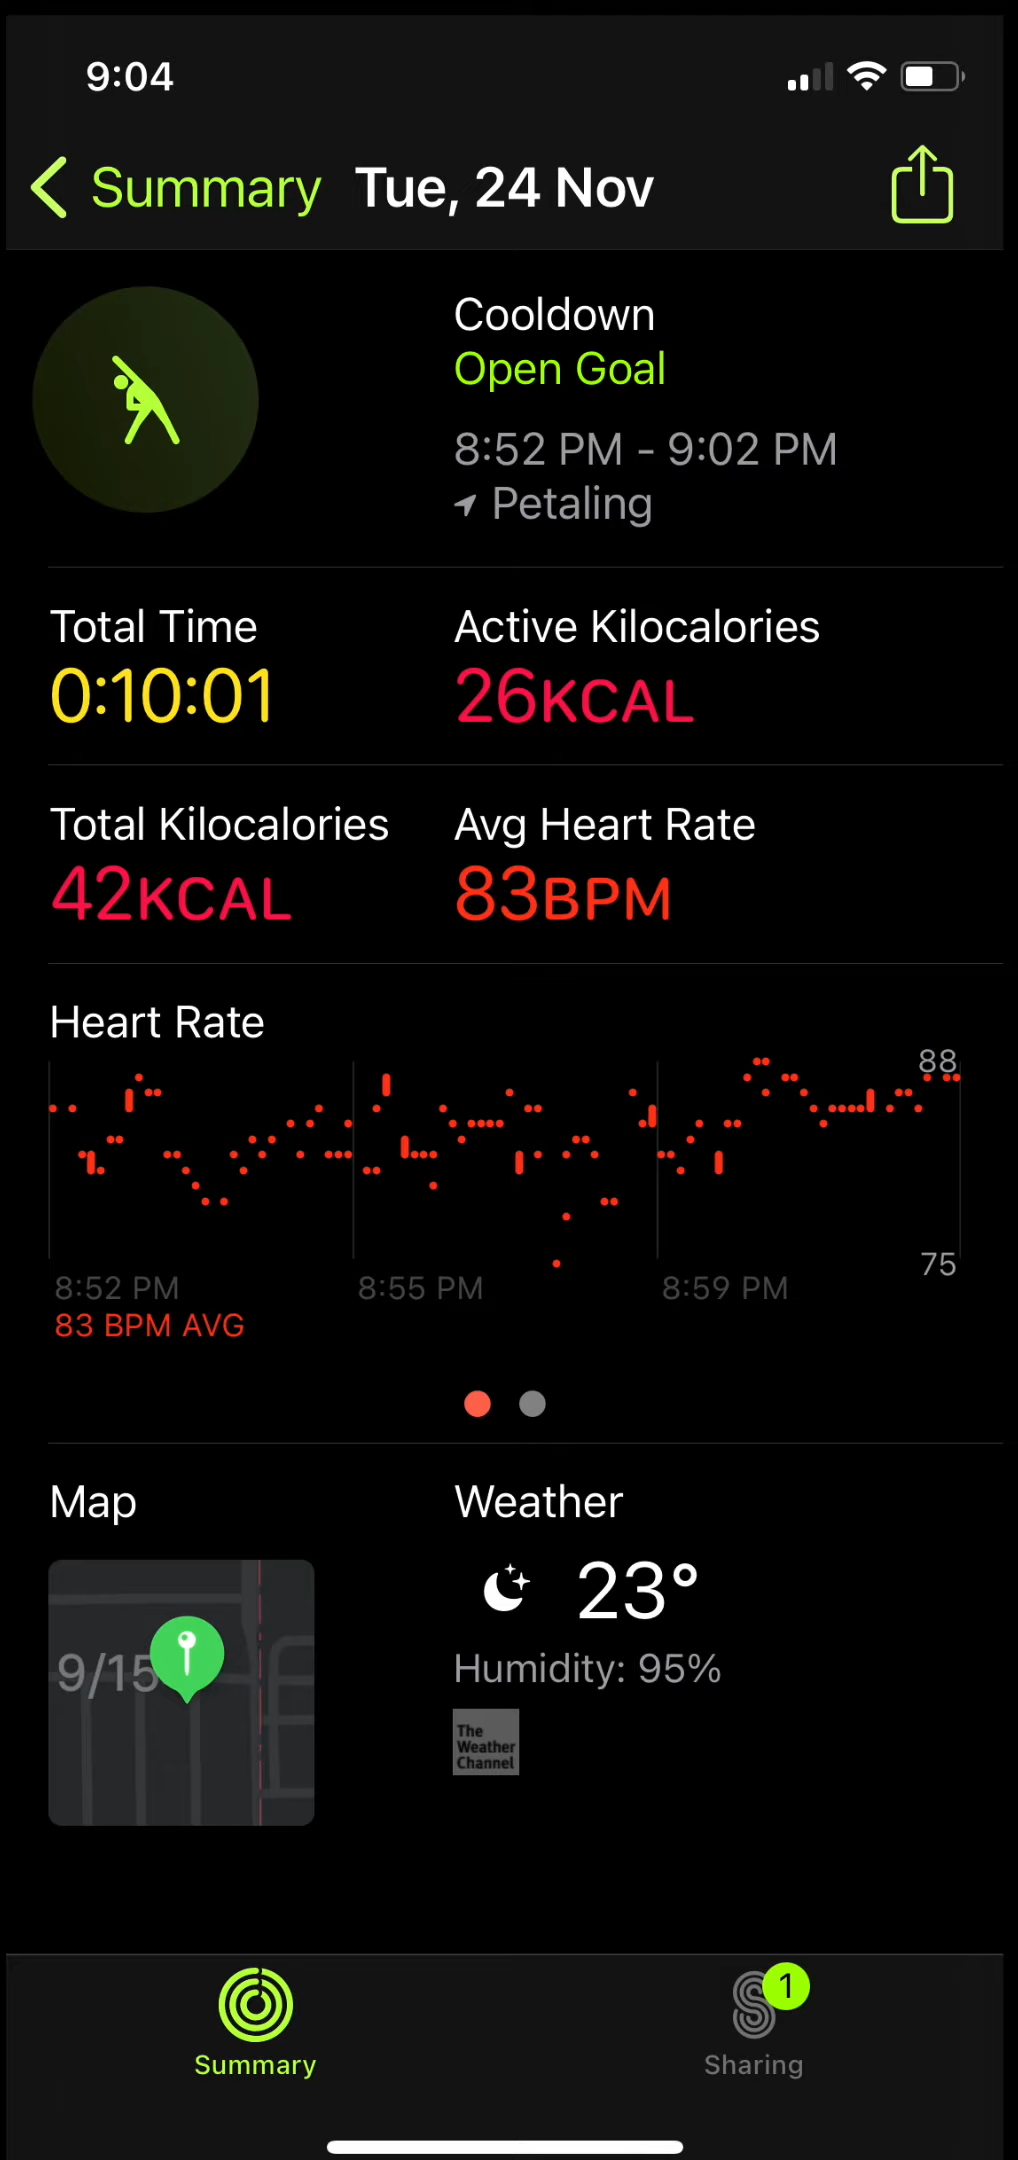 9:04
Summary Tue, 24 Nov
Cooldown
Open Goal
8:52 PM - 9:02 PM
Petaling
Total Time Active Kilocalories
0:10:01 26KCAL
Total Kilocalories Avg Heart Rate
42KCAL 83BPM
Heart Rate
88
75
8:52 PM 8:55 PM 8:59 PM
83 BPM AVG
Map Weather
23°
9/15
Humidity: 95%
The
Weather
Channel
1
Summary Sharing